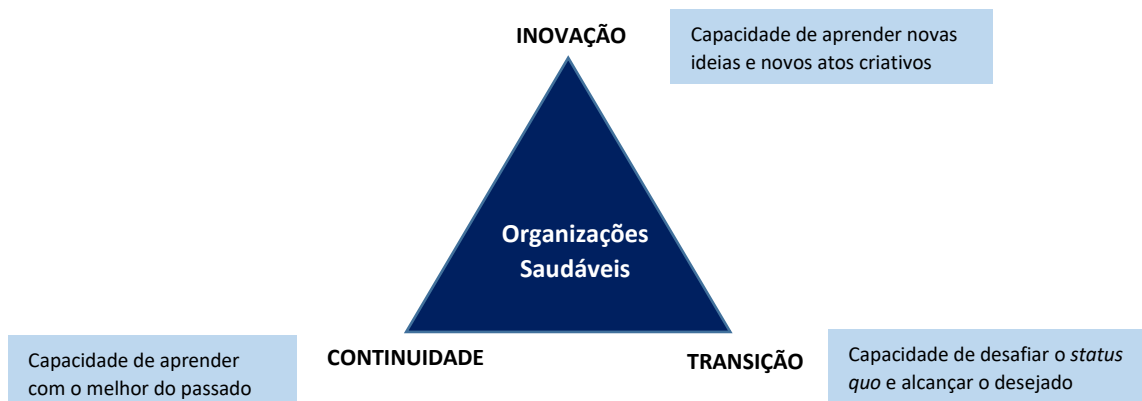 INOVAÇÃO
Capacidade de aprender novas
ideias e novos atos criativos
Organizações
Saudáveis
CONTINUIDADE
Capacidade de aprender
com o melhor do passado
TRANSIÇÃO
Capacidade de desafiar o status
quo e alcançar o desejado